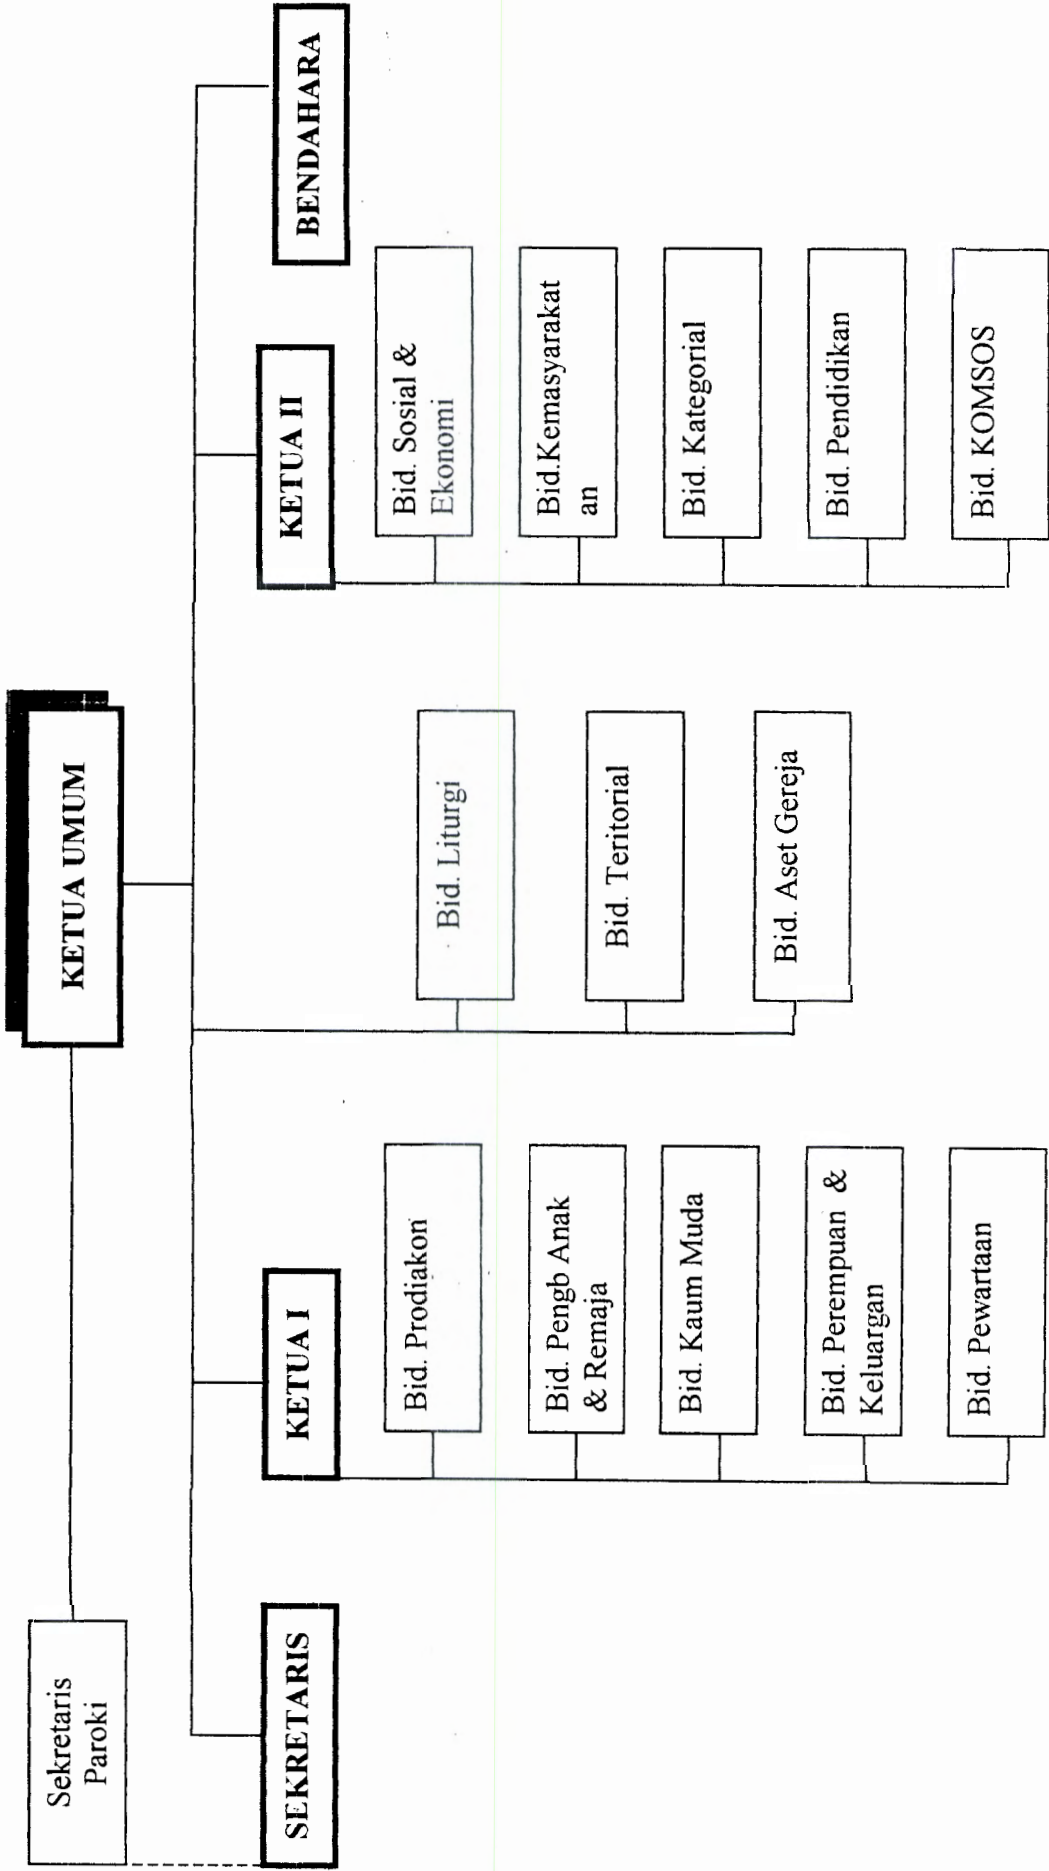 KETUA UMUM
Sekretaris
Paroki
SEKRETARIS
KETUA I
KETUA II
BENDAHARA
Bid. Prodiakon
Bid. Pengb Anak
& Remaja
Bid. Kaum Muda
Bid. Perempuan &
Keluargan
Bid. Pewartaan
Bid. Liturgi
Bid. Teritorial
Bid. Aset Gereja
Bid. Sosial &
Ekonomi
Bid.Kemasyarakat
an
Bid. Kategorial
Bid. Pendidikan
Bid. KOMSOS